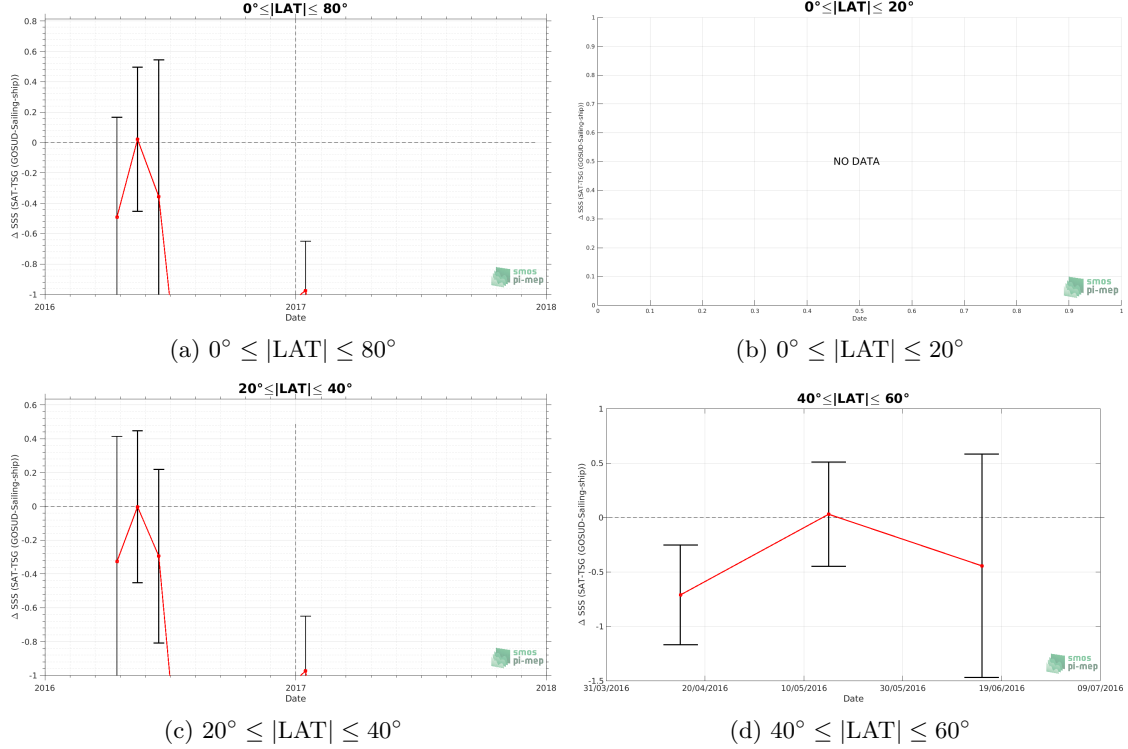 0°≤|LAT|≤ 80°
0.8
0.6
0.4
0.2
0
-0.2
-0.4
-0.6
-0.8
-1
Δ SSS (SAT-TSG (GOSUD-Sailing-ship))
2016
2017
2018
Date
smos
pi-mep
(a) 0° ≤ |LAT| ≤ 80°
0°≤|LAT|≤ 20°
1
0.9
0.8
0.7
0.6
0.5
0.4
0.3
0.2
0.1
0
Δ SSS (SAT-TSG (GOSUD-Sailing-ship))
NO DATA
0 0.1 0.2 0.3 0.4 0.5 0.6 0.7 0.8 0.9 1
Date
smos
pi-mep
(b) 0° ≤ |LAT| ≤ 20°
20°≤|LAT|≤ 40°
0.6
0.4
0.2
0
-0.2
-0.4
-0.6
-0.8
-1
Δ SSS (SAT-TSG (GOSUD-Sailing-ship))
2016
2017
2018
Date
smos
pi-mep
(c) 20° ≤ |LAT| ≤ 40°
40°≤|LAT|≤ 60°
1
0.5
0
-0.5
-1
-1.5
Δ SSS (SAT-TSG (GOSUD-Sailing-ship))
31/03/2016 20/04/2016 10/05/2016 30/05/2016 19/06/2016 09/07/2016
Date
smos
pi-mep
(d) 40° ≤ |LAT| ≤ 60°